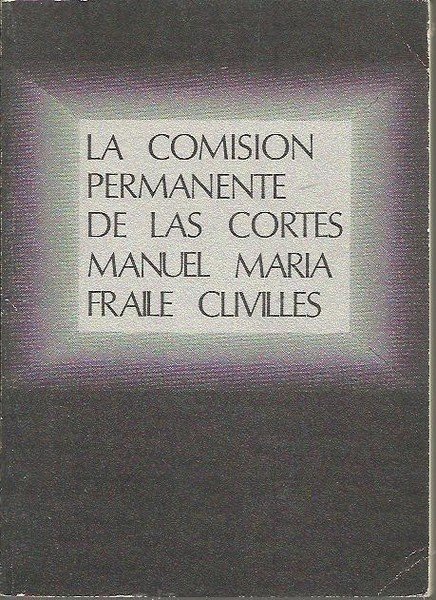 LA COMISION
PERMANENTE
DE LAS CORTES
MANUEL MARIA
FRAILE CLIVILLES